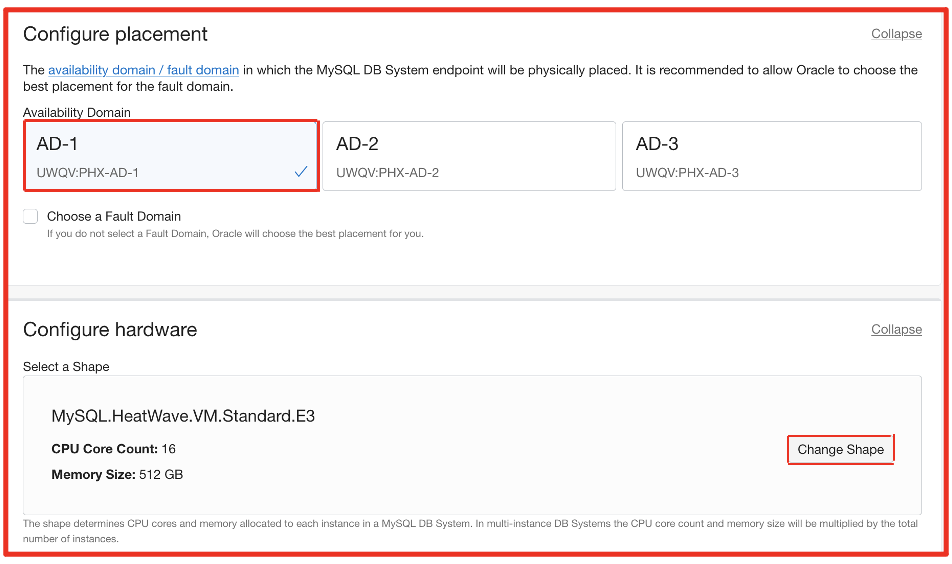 Configure placement
Collapse
The availability domain / fault domain in which the MySQL DB System endpoint will be physically placed. It is recommended to allow Oracle to choose the
best placement for the fault domain.
Availability Domain
AD-1
UWQV:PHX-AD-1
AD-2
UWQV:PHX-AD-2
AD-3
UWQV:PHX-AD-3
Choose a Fault Domain
If you do not select a Fault Domain, Oracle will choose the best placement for you.
Configure hardware
Collapse
Select a Shape
MySQL.HeatWave.VM.Standard.E3
CPU Core Count: 16
Memory Size: 512 GB
Change Shape
The shape determines CPU cores and memory allocated to each instance in a MySQL DB System. In multi-instance DB Systems the CPU core count and memory size will be multiplied by the total
number of instances.